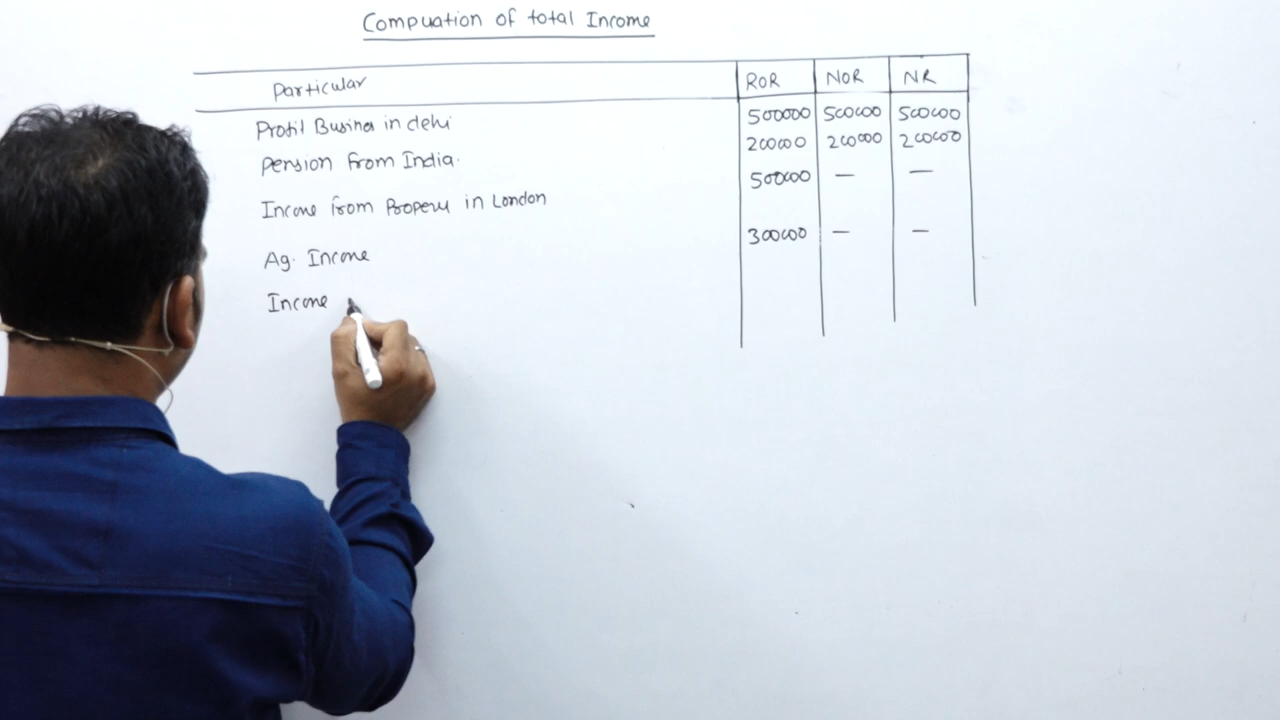 Compuation of total Income
Particular ROR NOR NR
Profit Busines in delhi 500000 500000 500000
Pension from India. 200000 200000 200000
Income from Property in London 500000 — —
Ag. Income 300000 — —
Income